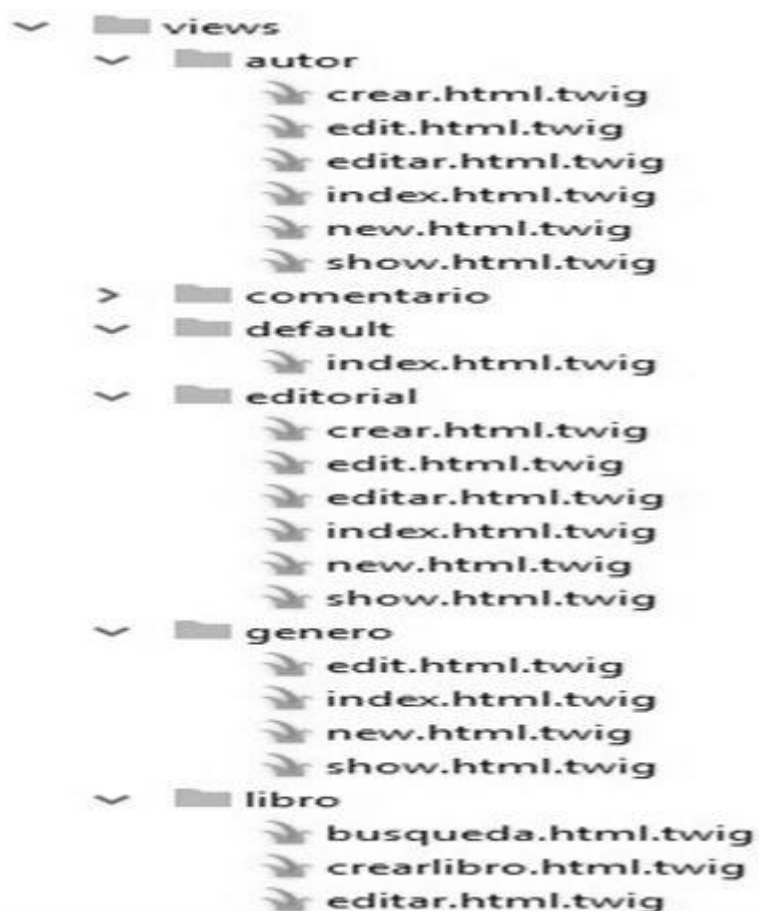 views
autor
crear.html.twig
edit.html.twig
editar.html.twig
index.html.twig
new.html.twig
show.html.twig
comentario
default
index.html.twig
editorial
crear.html.twig
edit.html.twig
editar.html.twig
index.html.twig
new.html.twig
show.html.twig
genero
edit.html.twig
index.html.twig
new.html.twig
show.html.twig
libro
busqueda.html.twig
crearlibro.html.twig
editar.html.twig